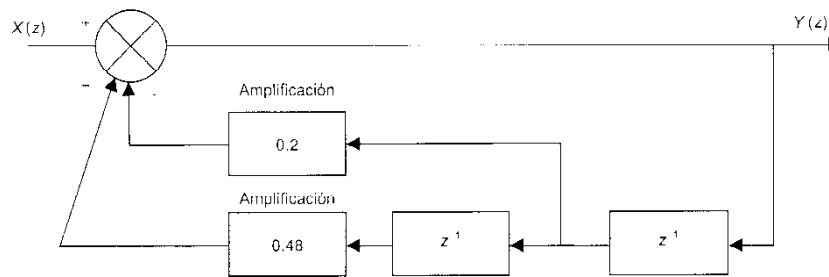 X(z)
+
Y(z)
+
-
Amplificación
0.2
Amplificación
0.48
z 1
z 1